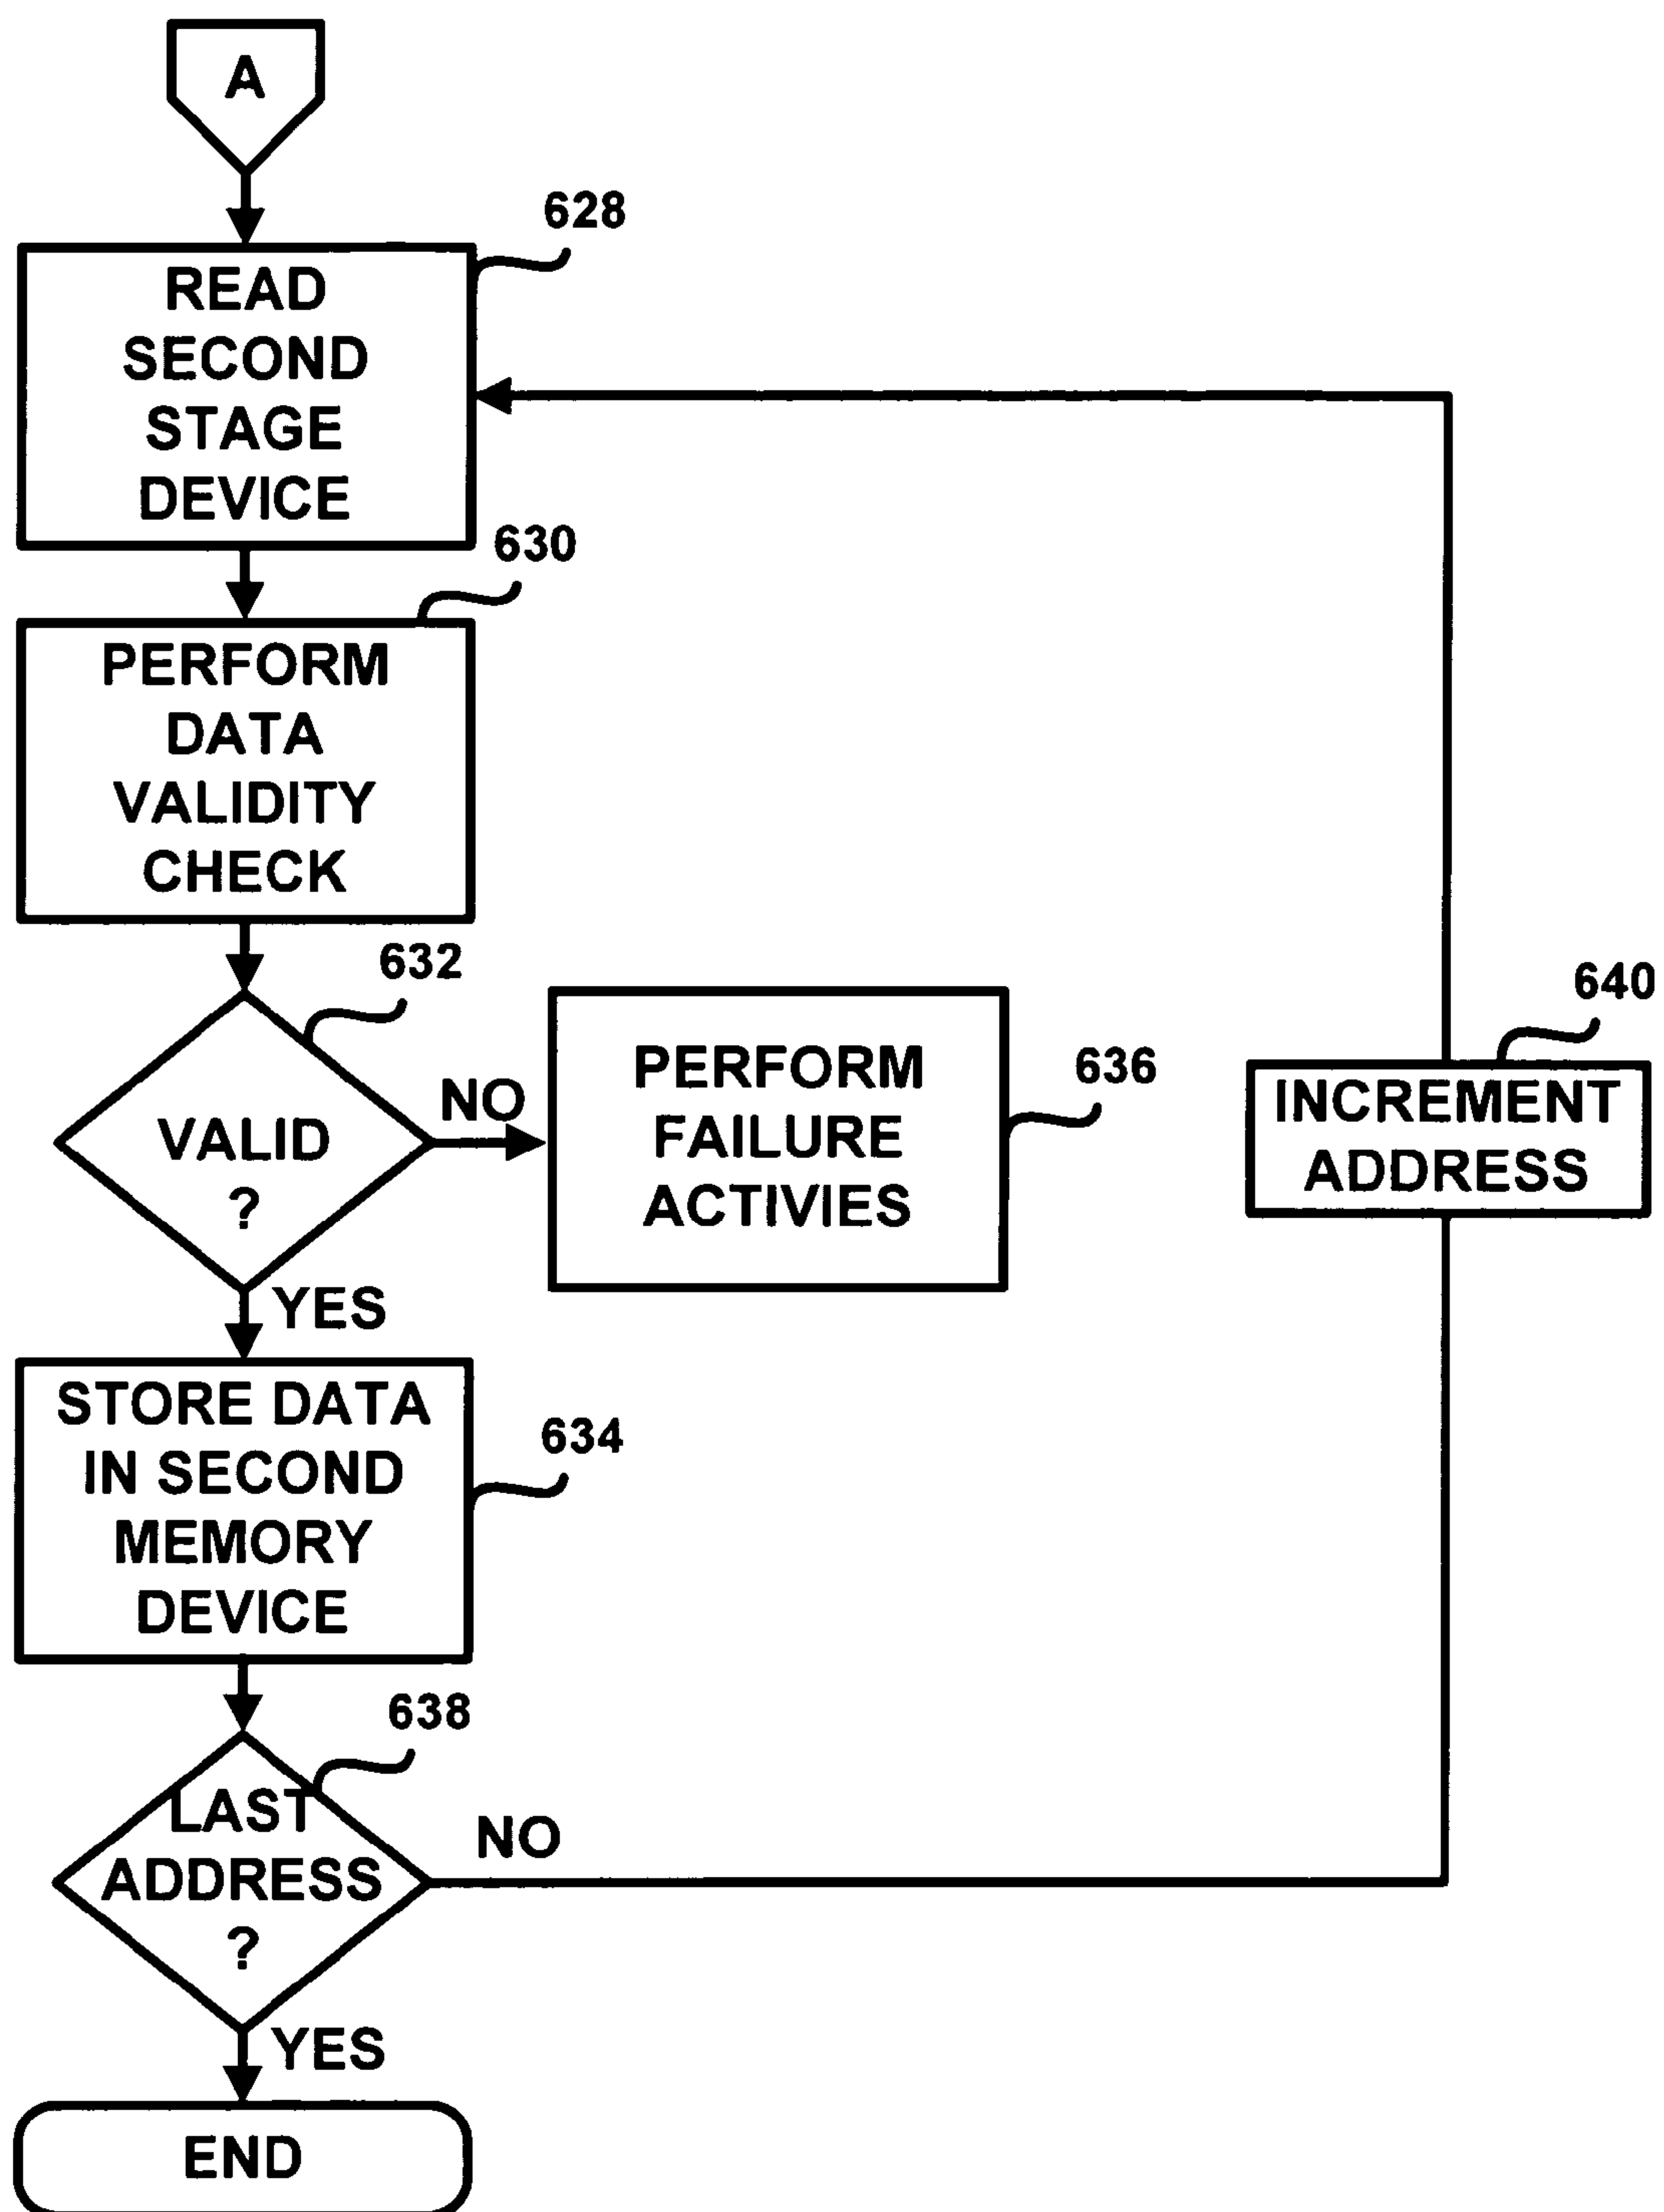 A
628
READ
SECOND
STAGE
DEVICE
630
PERFORM
DATA
VALIDITY
CHECK
632
VALID
?
NO
PERFORM
FAILURE
ACTIVIES
636
640
INCREMENT
ADDRESS
YES
STORE DATA
IN SECOND
MEMORY
DEVICE
634
638
LAST
ADDRESS
?
NO
YES
END